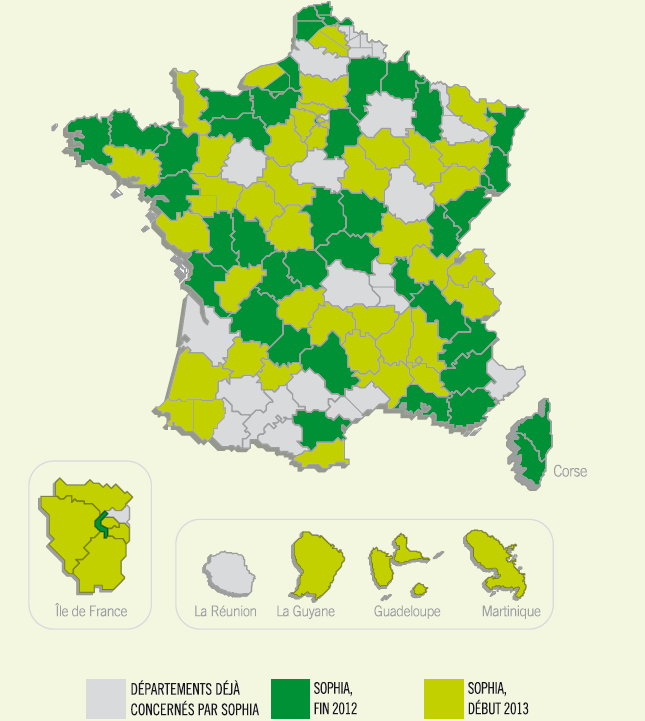 Corse
Île de France
La Réunion
La Guyane
Guadeloupe
Martinique
DÉPARTEMENTS DÉJÀ
CONCERNÉS PAR SOPHIA
SOPHIA,
FIN 2012
SOPHIA,
DÉBUT 2013